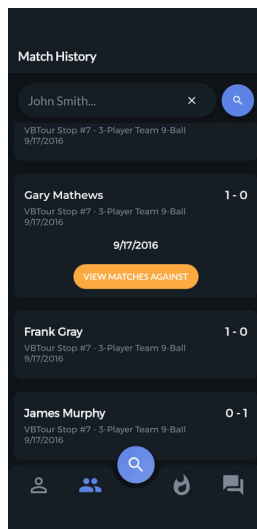 Match History
John Smith...
VBTour Stop #7 - 3-Player Team 9-Ball
9/17/2016
Gary Mathews 1 - 0
VBTour Stop #7 - 3-Player Team 9-Ball
9/17/2016
9/17/2016
VIEW MATCHES AGAINST
Frank Gray 1 - 0
VBTour Stop #7 - 3-Player Team 9-Ball
9/17/2016
James Murphy 0 - 1
VBTour Stop #7 - 3-Player Team 9-Ball
9/17/2016